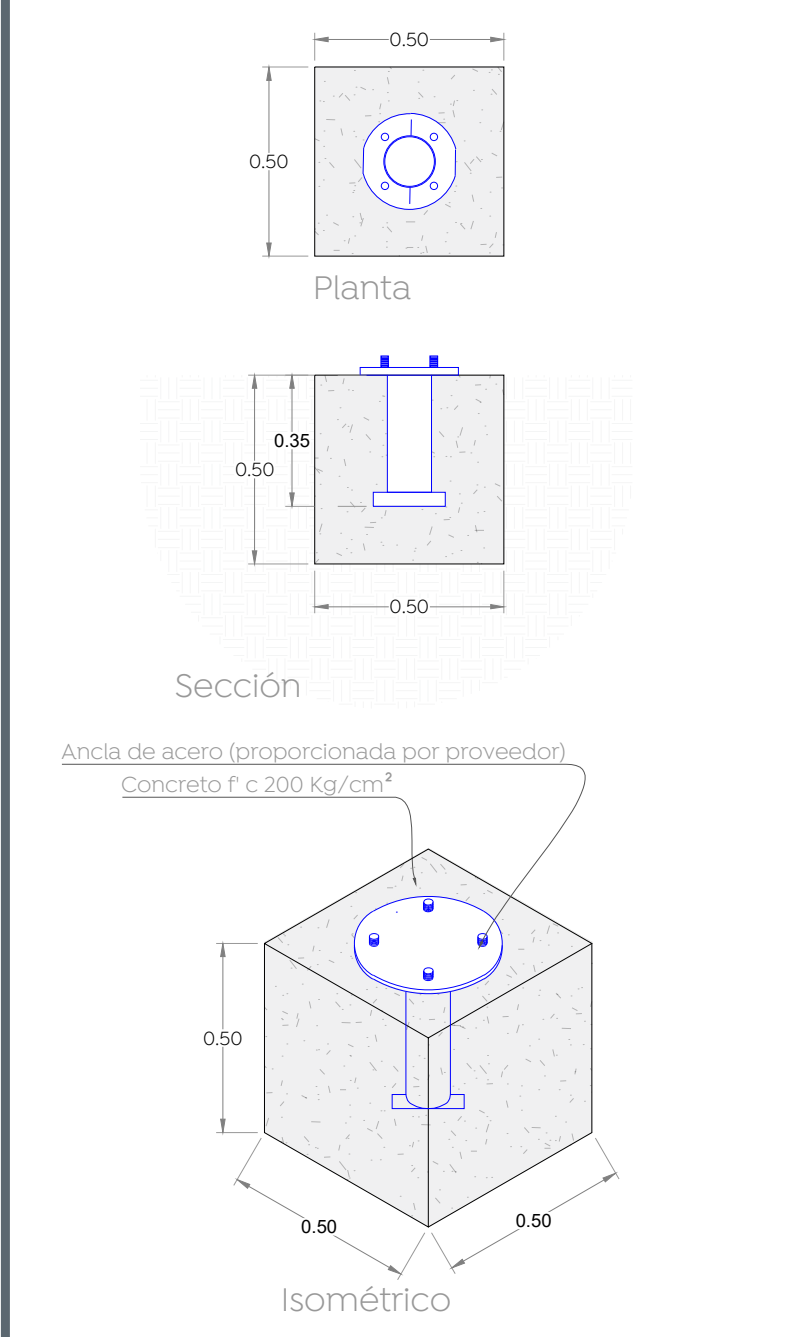 0.50
0.50
Planta
0.35
0.50
0.50
Sección
Ancla de acero (proporcionada por proveedor)
Concreto f' c 200 Kg/cm²
0.50
0.50
0.50
Isométrico